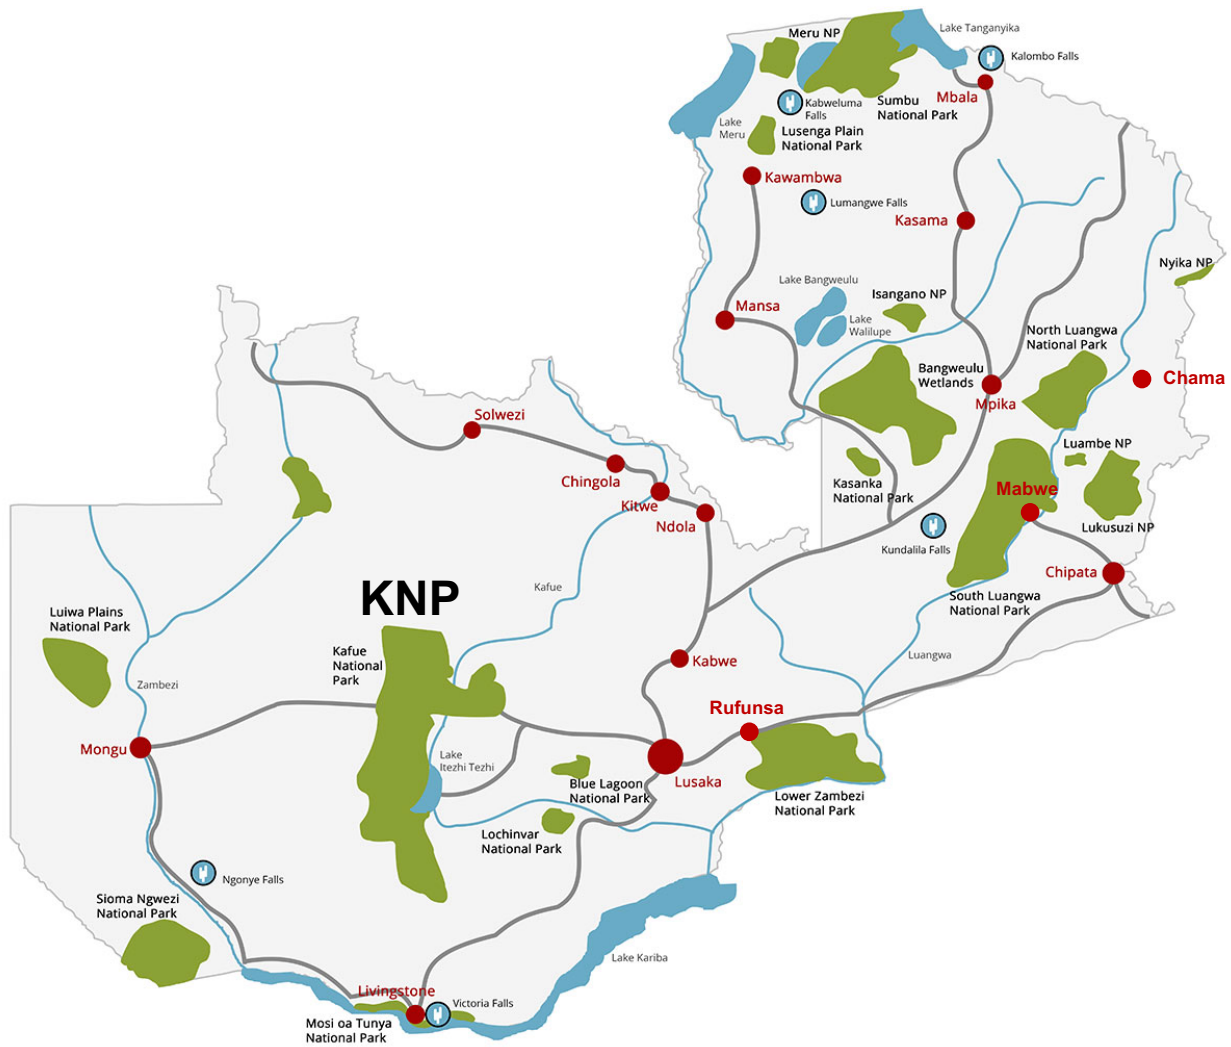 Meru NP
Lake Tanganyika
Kalombo Falls
Mbala
Sumbu
National Park
Kabweluma
Falls
Lake
Meru
Lusenga Plain
National Park
Kawambwa
Lumangwe Falls
Kasama
Nyika NP
Lake Bangweulu
Isangano NP
Mansa
Lake
Walilupe
North Luangwa
National Park
Bangweulu
Wetlands
Chama
Mpika
Solwezi
Luambe NP
Chingola
Kasanka
National Park
Mabwe
Kitwe
Ndola
Lukusuzi NP
Kundalila Falls
Chipata
KNP
Kafue
South Luangwa
National Park
Luiwa Plains
National Park
Kafue
National
Park
Kabwe
Luangwa
Zambezi
Rufunsa
Mongu
Lake
Itezhi Tezhi
Lusaka
Blue Lagoon
National Park
Lower Zambezi
National Park
Lochinvar
National Park
Ngonye Falls
Sioma Ngwezi
National Park
Lake Kariba
Livingstone
Victoria Falls
Mosi oa Tunya
National Park